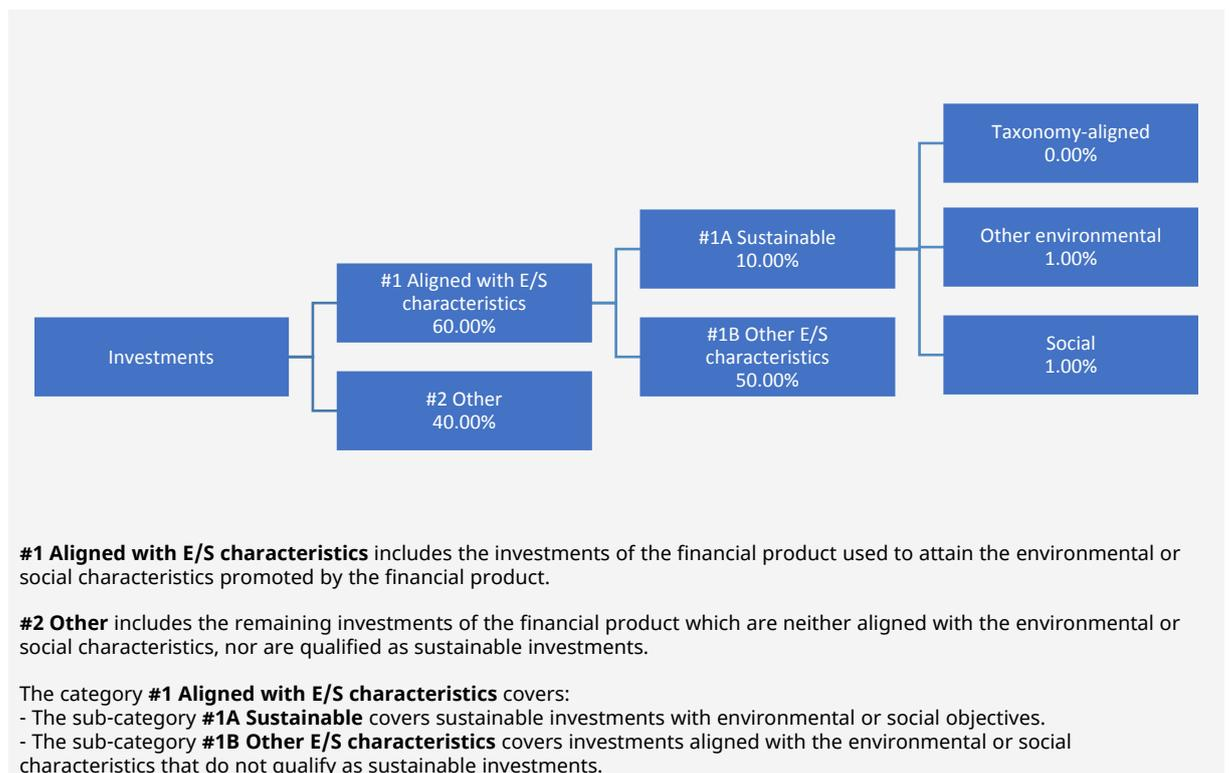 Taxonomy-aligned
0.00%
#1A Sustainable
10.00%
Other environmental
1.00%
#1 Aligned with E/S
characteristics
60.00%
Investments
#1B Other E/S
characteristics
50.00%
Social
1.00%
#2 Other
40.00%
#1 Aligned with E/S characteristics includes the investments of the financial product used to attain the environmental or
social characteristics promoted by the financial product.
#2 Other includes the remaining investments of the financial product which are neither aligned with the environmental or
social characteristics, nor are qualified as sustainable investments.
The category #1 Aligned with E/S characteristics covers:
- The sub-category #1A Sustainable covers sustainable investments with environmental or social objectives.
- The sub-category #1B Other E/S characteristics covers investments aligned with the environmental or social
characteristics that do not qualify as sustainable investments.